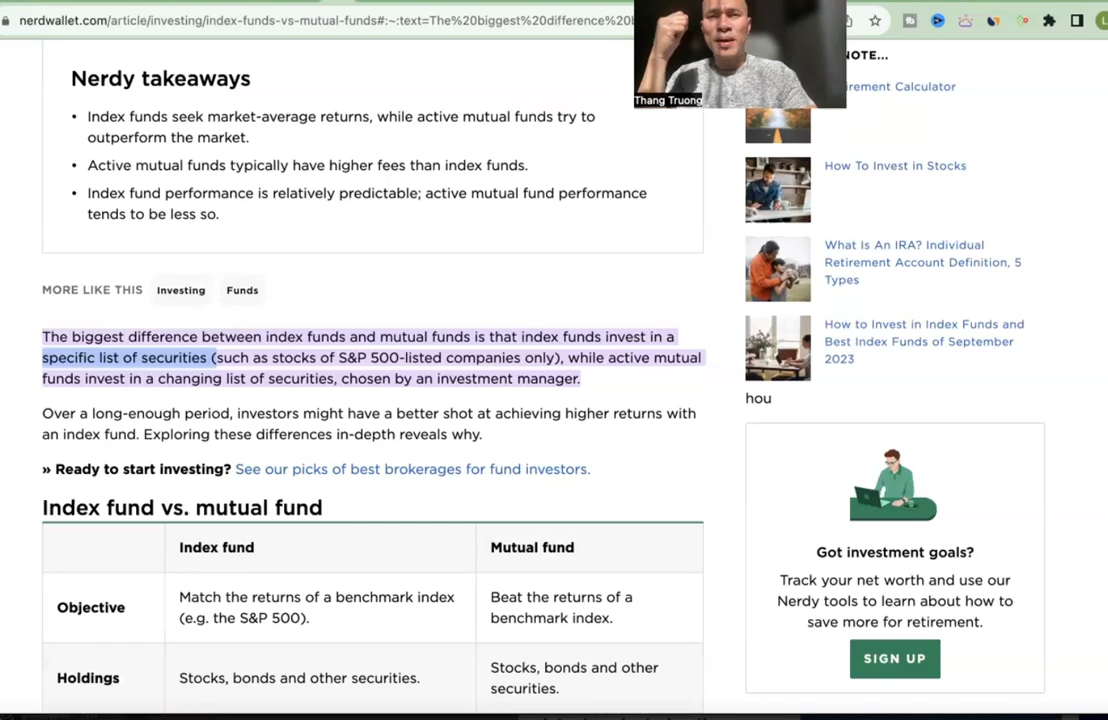 nerdwallet.com/article/investing/index-funds-vs-mutual-funds#:~:text=The%20biggest%20difference%20b
Thang Truong
Nerdy takeaways
• Index funds seek market-average returns, while active mutual funds try to
outperform the market.
• Active mutual funds typically have higher fees than index funds.
• Index fund performance is relatively predictable; active mutual fund performance
tends to be less so.
MORE LIKE THIS Investing Funds
The biggest difference between index funds and mutual funds is that index funds invest in a
specific list of securities (such as stocks of S&P 500-listed companies only), while active mutual
funds invest in a changing list of securities, chosen by an investment manager.
Over a long-enough period, investors might have a better shot at achieving higher returns with
an index fund. Exploring these differences in-depth reveals why.
» Ready to start investing? See our picks of best brokerages for fund investors.
Index fund vs. mutual fund
Index fund Mutual fund
Objective
Match the returns of a benchmark index
(e.g. the S&P 500).
Beat the returns of a
benchmark index.
Holdings
Stocks, bonds and other securities.
Stocks, bonds and other
securities.
NOTE...
irement Calculator
How To Invest in Stocks
What Is An IRA? Individual
Retirement Account Definition, 5
Types
How to Invest in Index Funds and
Best Index Funds of September
2023
hou
Got investment goals?
Track your net worth and use our
Nerdy tools to learn about how to
save more for retirement.
SIGN UP